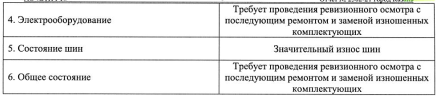 4. Электрооборудование
Требует проведения ревизионного осмотра с
последующим ремонтом и заменой изношенных
комплектующих
5. Состояние шин
Значительный износ шин
6. Общее состояние
Требует проведения ревизионного осмотра с
последующим ремонтом и заменой изношенных
комплектующих